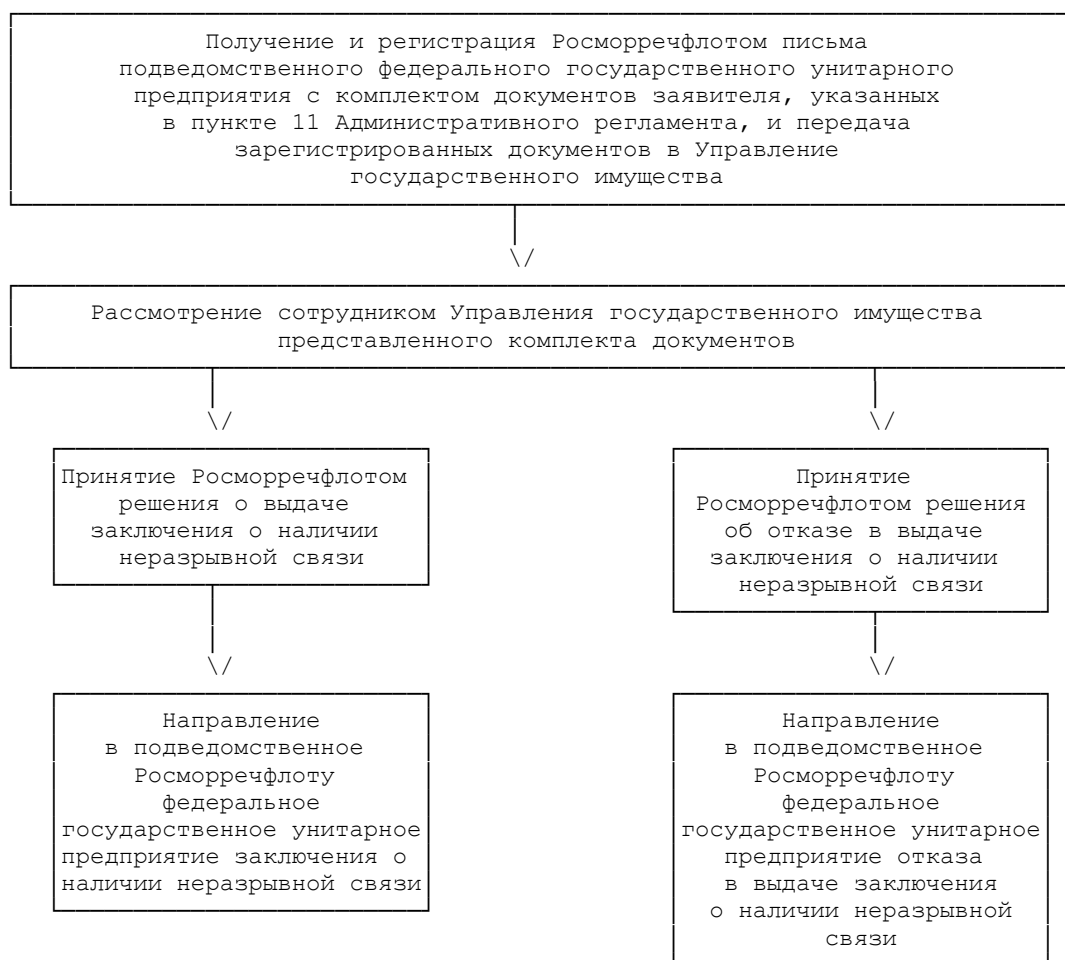 Получение и регистрация Росморречфлотом письма
подведомственного федерального государственного унитарного
предприятия с комплектом документов заявителя, указанных
в пункте 11 Административного регламента, и передача
зарегистрированных документов в Управление
государственного имущества
Рассмотрение сотрудником Управления государственного имущества
представленного комплекта документов
Принятие Росморречфлотом
решения о выдаче
заключения о наличии
неразрывной связи
Принятие
Росморречфлотом решения
об отказе в выдаче
заключения о наличии
неразрывной связи
Направление
в подведомственное
Росморречфлоту
федеральное
государственное унитарное
предприятие заключения о
наличии неразрывной связи
Направление
в подведомственное
Росморречфлоту
федеральное
государственное унитарное
предприятие отказа
в выдаче заключения
о наличии неразрывной
связи